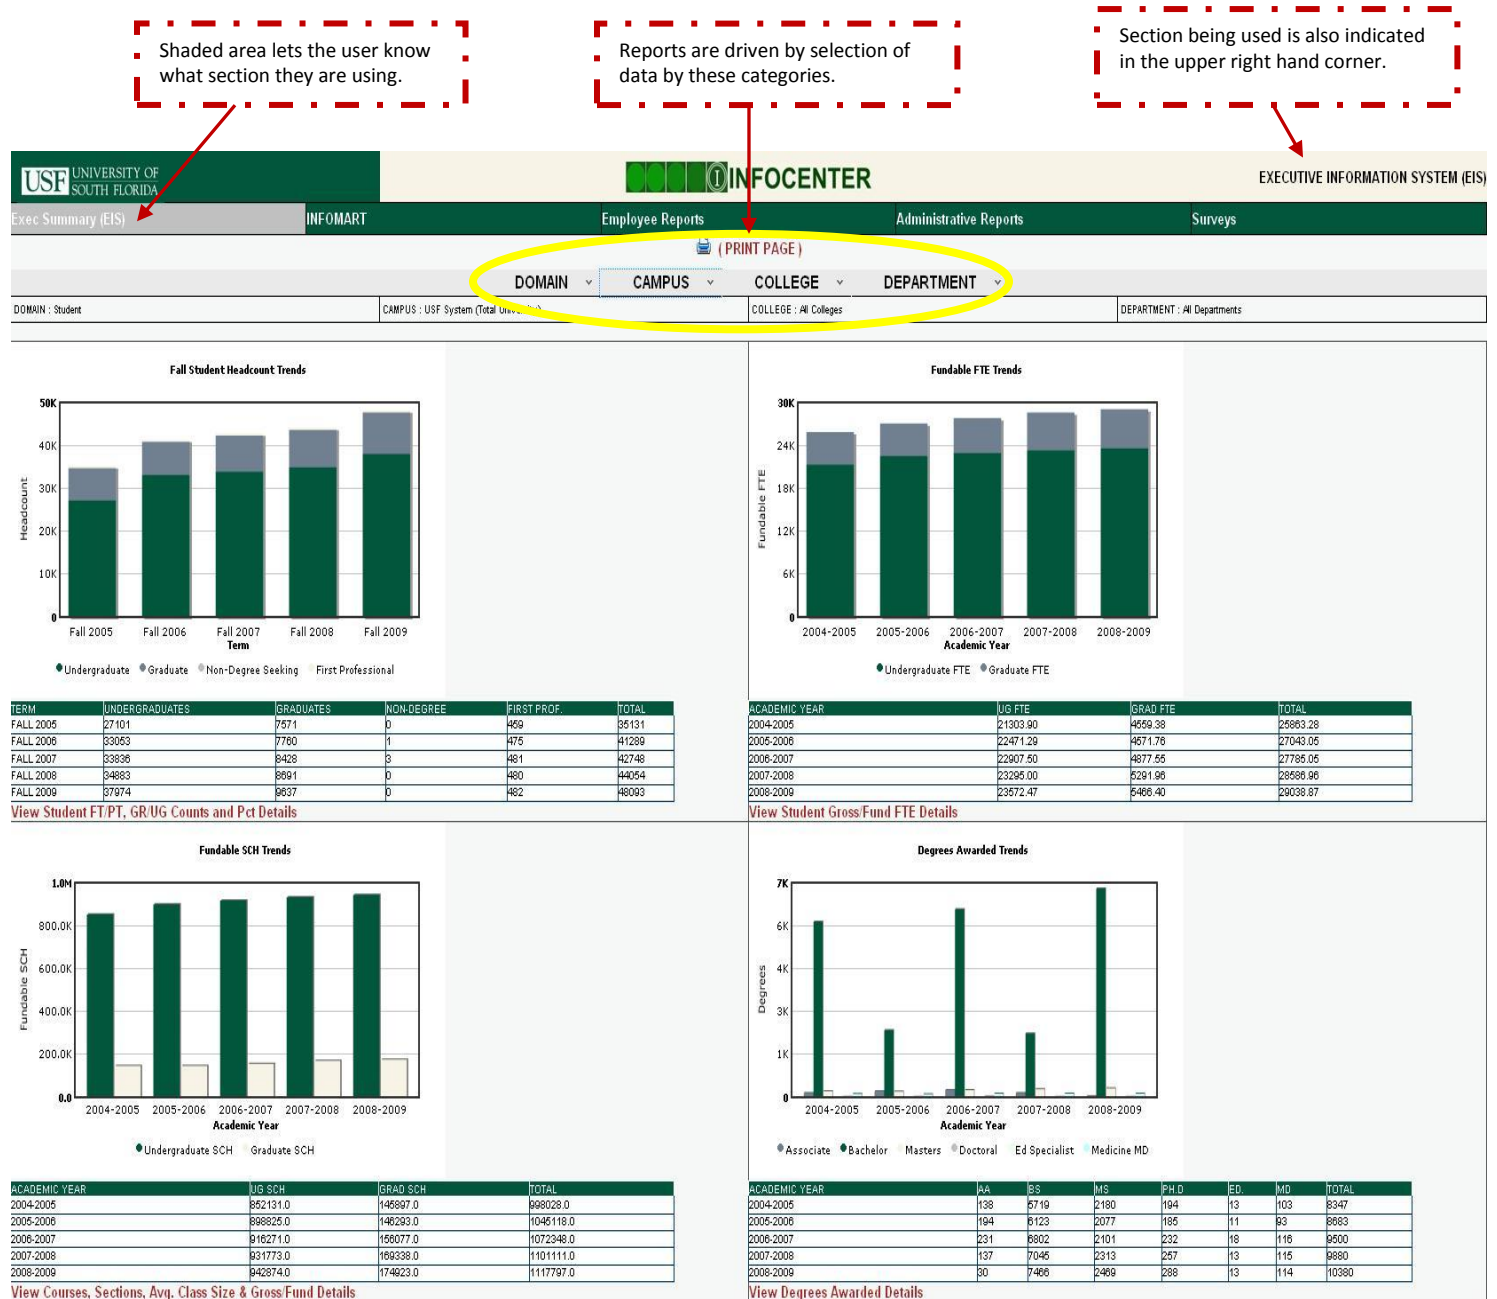 Shaded area lets the user know
what section they are using.
Reports are driven by selection of
data by these categories.
Section being used is also indicated
in the upper right hand corner.
USF UNIVERSITY OF
SOUTH FLORIDA
INFOCENTER
EXECUTIVE INFORMATION SYSTEM (EIS)
Exec Summary (EIS) INFOMART Employee Reports Administrative Reports Surveys
( PRINT PAGE )
DOMAIN CAMPUS COLLEGE DEPARTMENT
DOMAIN : Student CAMPUS : USF System (Total University) COLLEGE : All Colleges DEPARTMENT : All Departments
Fall Student Headcount Trends
50K
40K
30K
20K
10K
0
Headcount
Fall 2005 Fall 2006 Fall 2007 Fall 2008 Fall 2009
Term
Undergraduate Graduate Non-Degree Seeking First Professional
TERM UNDERGRADUATES GRADUATES NON-DEGREE FIRST PROF. TOTAL
FALL 2005 27101 7571 0 459 35131
FALL 2006 33053 7760 1 475 41289
FALL 2007 33836 8428 3 481 42748
FALL 2008 34883 8691 0 480 44054
FALL 2009 37974 9637 0 482 48093
View Student FT/PT, GR/UG Counts and Pct Details
Fundable FTE Trends
30K
24K
18K
12K
6K
0
Fundable FTE
2004-2005 2005-2006 2006-2007 2007-2008 2008-2009
Academic Year
Undergraduate FTE Graduate FTE
ACADEMIC YEAR UG FTE GRAD FTE TOTAL
2004-2005 21303.90 4559.38 25863.28
2005-2006 22471.29 4571.76 27043.05
2006-2007 22907.50 4877.55 27785.05
2007-2008 23295.00 5291.96 28586.96
2008-2009 23572.47 5466.40 29038.87
View Student Gross/Fund FTE Details
Fundable SCH Trends
1.0M
800.0K
600.0K
400.0K
200.0K
0.0
Fundable SCH
2004-2005 2005-2006 2006-2007 2007-2008 2008-2009
Academic Year
Undergraduate SCH Graduate SCH
ACADEMIC YEAR UG SCH GRAD SCH TOTAL
2004-2005 852131.0 145897.0 998028.0
2005-2006 898825.0 146293.0 1045118.0
2006-2007 916271.0 156077.0 1072348.0
2007-2008 931773.0 169338.0 1101111.0
2008-2009 942874.0 174923.0 1117797.0
View Courses, Sections, Avg. Class Size & Gross/Fund Details
Degrees Awarded Trends
7K
6K
4K
3K
1K
0
Degrees
2004-2005 2005-2006 2006-2007 2007-2008 2008-2009
Academic Year
Associate Bachelor Masters Doctoral Ed Specialist Medicine MD
ACADEMIC YEAR AA BS MS PH.D ED. MD TOTAL
2004-2005 138 5719 2180 194 13 103 8347
2005-2006 194 6123 2077 185 11 93 8683
2006-2007 231 6802 2101 232 18 116 9500
2007-2008 137 7045 2313 257 13 115 9880
2008-2009 30 7466 2469 288 13 114 10380
View Degrees Awarded Details